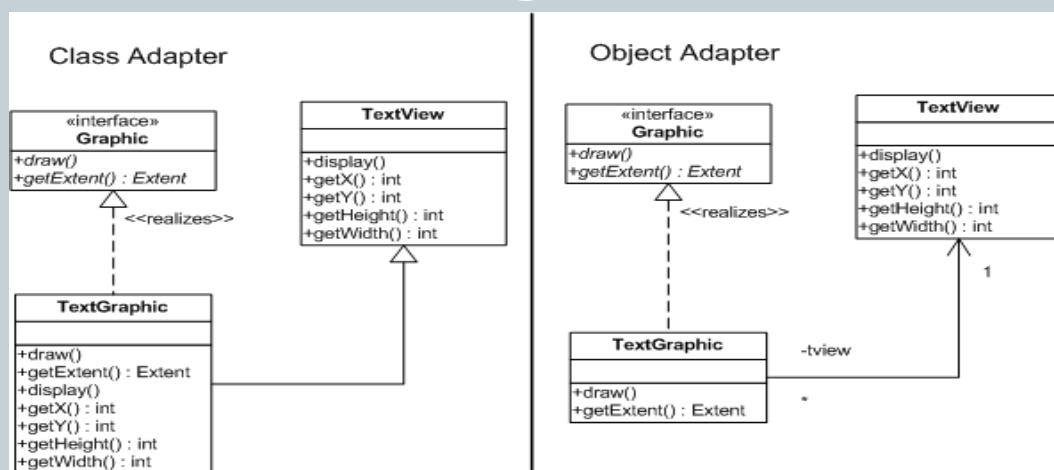 Class Adapter
«interface»
Graphic
+draw()
+getExtent() : Extent
<<realizes>>
TextView
+display()
+getX() : int
+getY() : int
+getHeight() : int
+getWidth() : int
TextGraphic
+draw()
+getExtent() : Extent
+display()
+getX() : int
+getY() : int
+getHeight() : int
+getWidth() : int
Object Adapter
«interface»
Graphic
+draw()
+getExtent() : Extent
<<realizes>>
TextView
+display()
+getX() : int
+getY() : int
+getHeight() : int
+getWidth() : int
1
TextGraphic
+draw()
+getExtent() : Extent
-tview
*